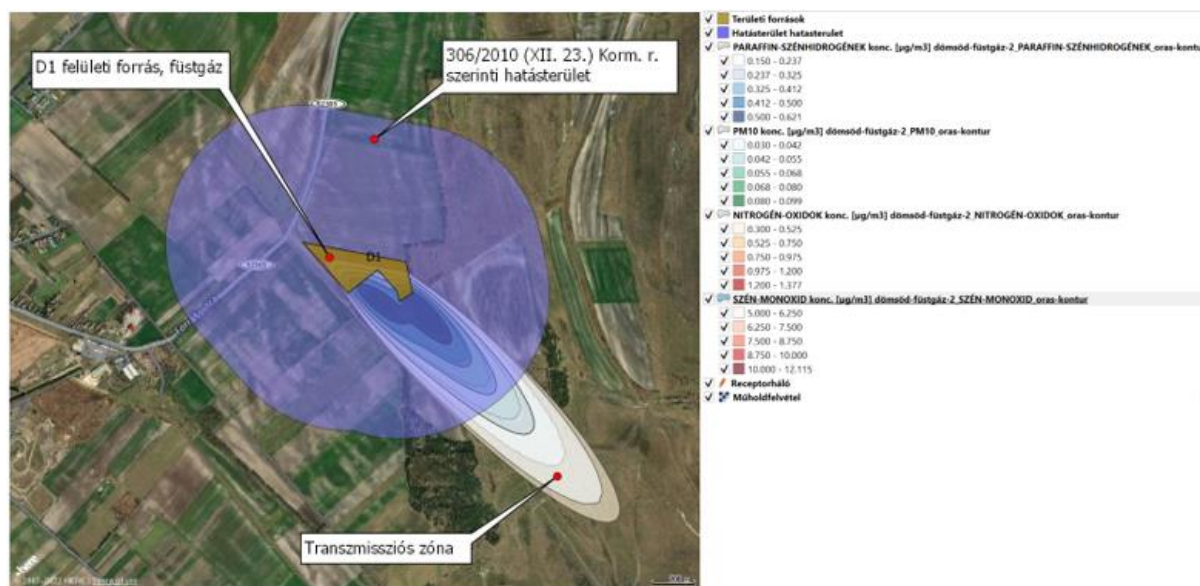 306/2010 (XII. 23.) Korm. r.
szerinti hatásterület
D1 felületi forrás, füstgáz
D1
Transzmissziós zóna
Területi források
Hatásterület hatasterulet
PARAFFIN-SZÉNHIDROGÉNEK konc. [µg/m3] dömsöd-füstgáz-2_PARAFFIN-SZÉNHIDROGÉNEK_oras-kontur
0.150 - 0.237
0.237 - 0.325
0.325 - 0.412
0.412 - 0.500
0.500 - 0.621
PM10 konc. [µg/m3] dömsöd-füstgáz-2_PM10_oras-kontur
0.030 - 0.042
0.042 - 0.055
0.055 - 0.068
0.068 - 0.080
0.080 - 0.099
NITROGÉN-OXIDOK konc. [µg/m3] dömsöd-füstgáz-2_NITROGÉN-OXIDOK_oras-kontur
0.300 - 0.525
0.525 - 0.750
0.750 - 0.975
0.975 - 1.200
1.200 - 1.377
SZÉN-MONOXID konc. [µg/m3] dömsöd-füstgáz-2_SZÉN-MONOXID_oras-kontur
5.000 - 6.250
6.250 - 7.500
7.500 - 8.750
8.750 - 10.000
10.000 - 12.115
Receptorháló
Műholdfelvétel
here